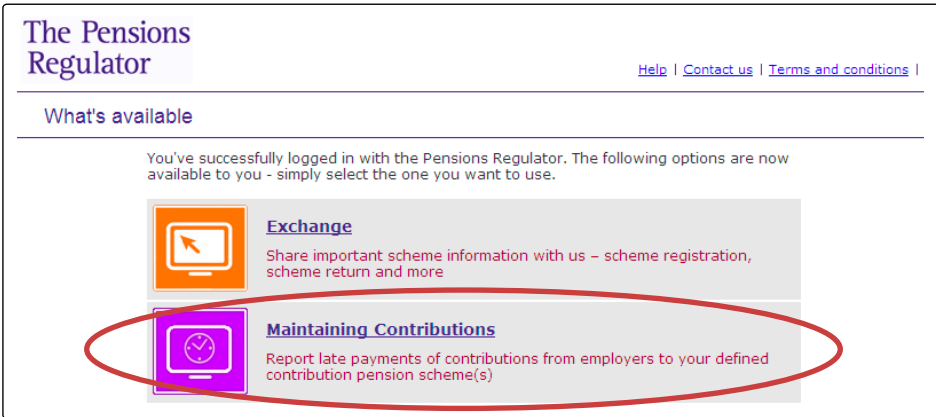 The Pensions
Regulator
Help | Contact us | Terms and conditions |
What's available
You've successfully logged in with the Pensions Regulator. The following options are now
available to you - simply select the one you want to use.
Exchange
Share important scheme information with us – scheme registration,
scheme return and more
Maintaining Contributions
Report late payments of contributions from employers to your defined
contribution pension scheme(s)